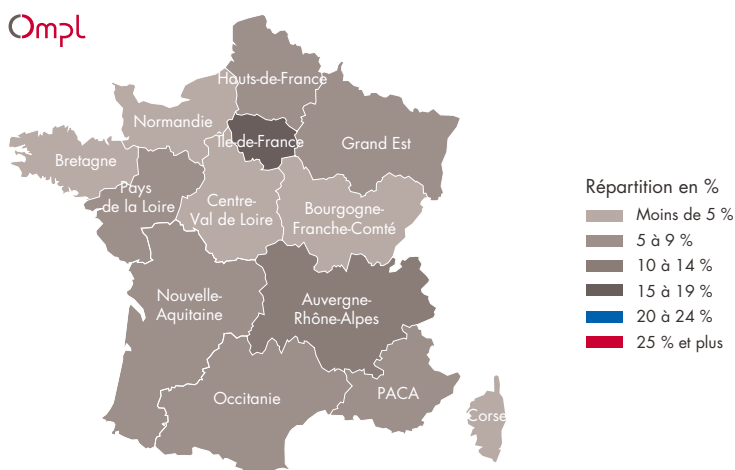 Ompl
Hauts-de-France
Normandie
Île-de-France
Grand Est
Bretagne
Pays
de la Loire
Centre-
Val de Loire
Bourgogne-
Franche-Comté
Nouvelle-
Aquitaine
Auvergne-
Rhône-Alpes
Occitanie
PACA
Corse
Répartition en %
Moins de 5 %
5 à 9 %
10 à 14 %
15 à 19 %
20 à 24 %
25 % et plus